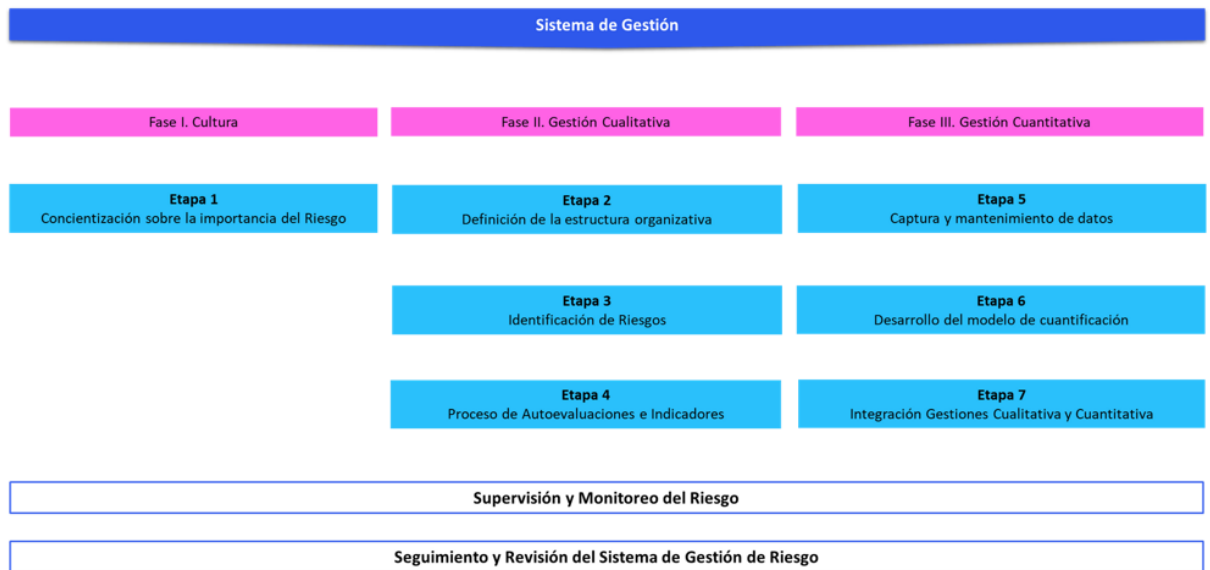 Sistema de Gestión
Fase I. Cultura
Fase II. Gestión Cualitativa
Fase III. Gestión Cuantitativa
Etapa 1
Concientización sobre la importancia del Riesgo
Etapa 2
Definición de la estructura organizativa
Etapa 5
Captura y mantenimiento de datos
Etapa 3
Identificación de Riesgos
Etapa 6
Desarrollo del modelo de cuantificación
Etapa 4
Proceso de Autoevaluaciones e Indicadores
Etapa 7
Integración Gestiones Cualitativa y Cuantitativa
Supervisión y Monitoreo del Riesgo
Seguimiento y Revisión del Sistema de Gestión de Riesgo